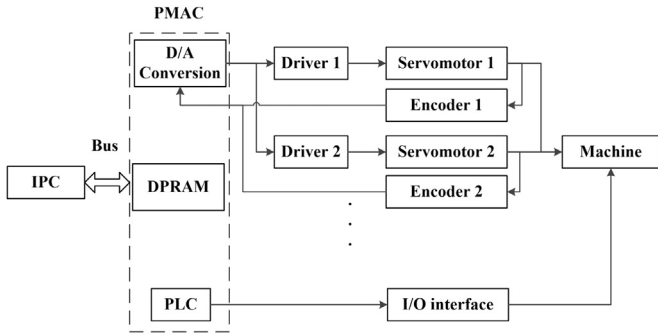 PMAC
D/A
Conversion
Driver 1
Servomotor 1
Encoder 1
Bus
Driver 2
Servomotor 2
Machine
IPC
DPRAM
Encoder 2
PLC
I/O interface